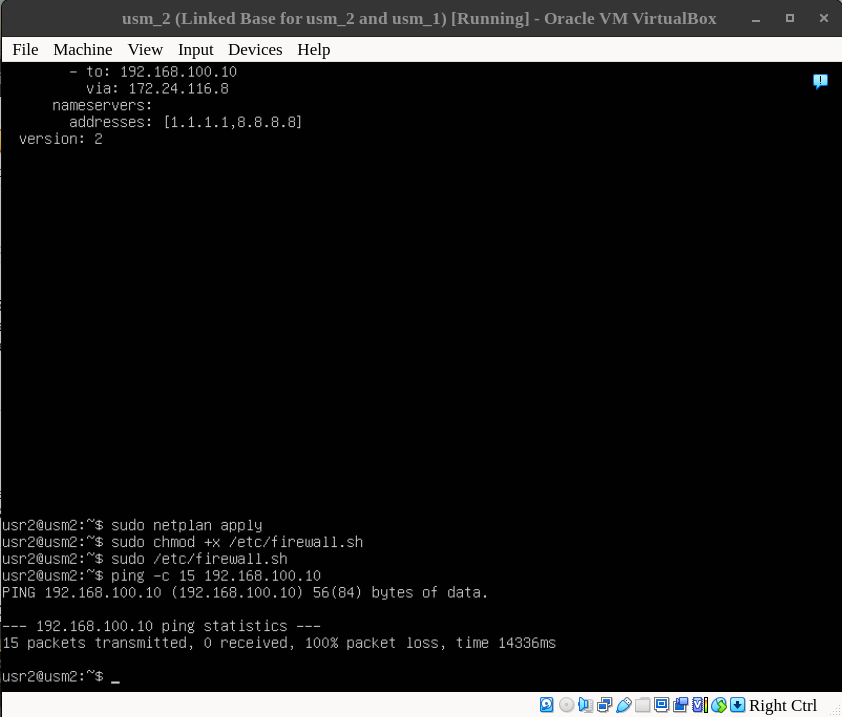 usm_2 (Linked Base for usm_2 and usm_1) [Running] - Oracle VM VirtualBox
File Machine View Input Devices Help
- to: 192.168.100.10
via: 172.24.116.8
nameservers:
addresses: [1.1.1.1,8.8.8.8]
version: 2
usr2@usm2:~$ sudo netplan apply
usr2@usm2:~$ sudo chmod +x /etc/firewall.sh
usr2@usm2:~$ sudo /etc/firewall.sh
usr2@usm2:~$ ping -c 15 192.168.100.10
PING 192.168.100.10 (192.168.100.10) 56(84) bytes of data.
--- 192.168.100.10 ping statistics ---
15 packets transmitted, 0 received, 100% packet loss, time 14336ms
usr2@usm2:~$ _
Right Ctrl